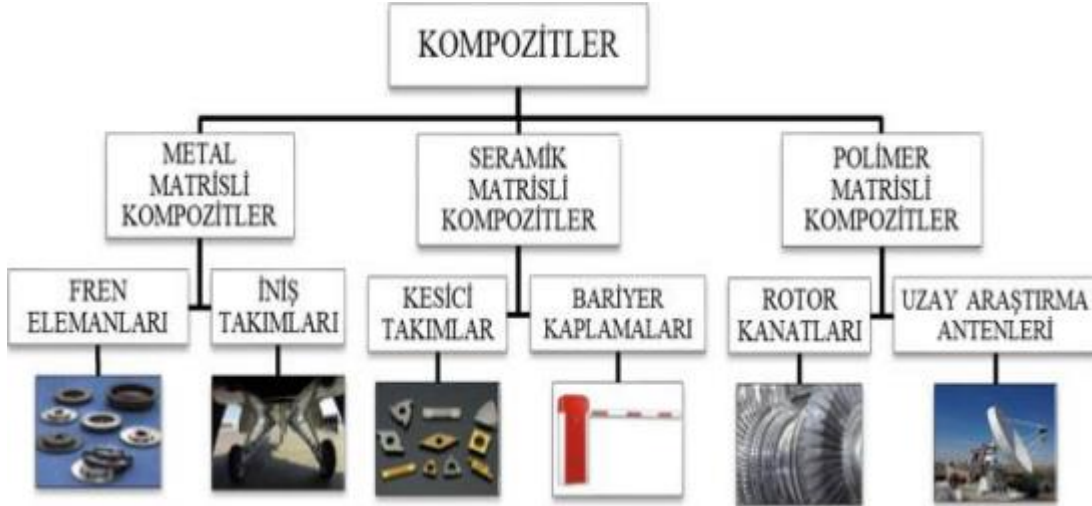 KOMPOZİTLER
METAL
MATRİSLİ
KOMPOZİTLER
SERAMİK
MATRİSLİ
KOMPOZİTLER
POLİMER
MATRİSLİ
KOMPOZİTLER
FREN
ELEMANLARI
İNİŞ
TAKIMLARI
KESİCİ
TAKIMLAR
BARİYER
KAPLAMALARI
ROTOR
KANATLARI
UZAY ARAŞTIRMA
ANTENLERİ